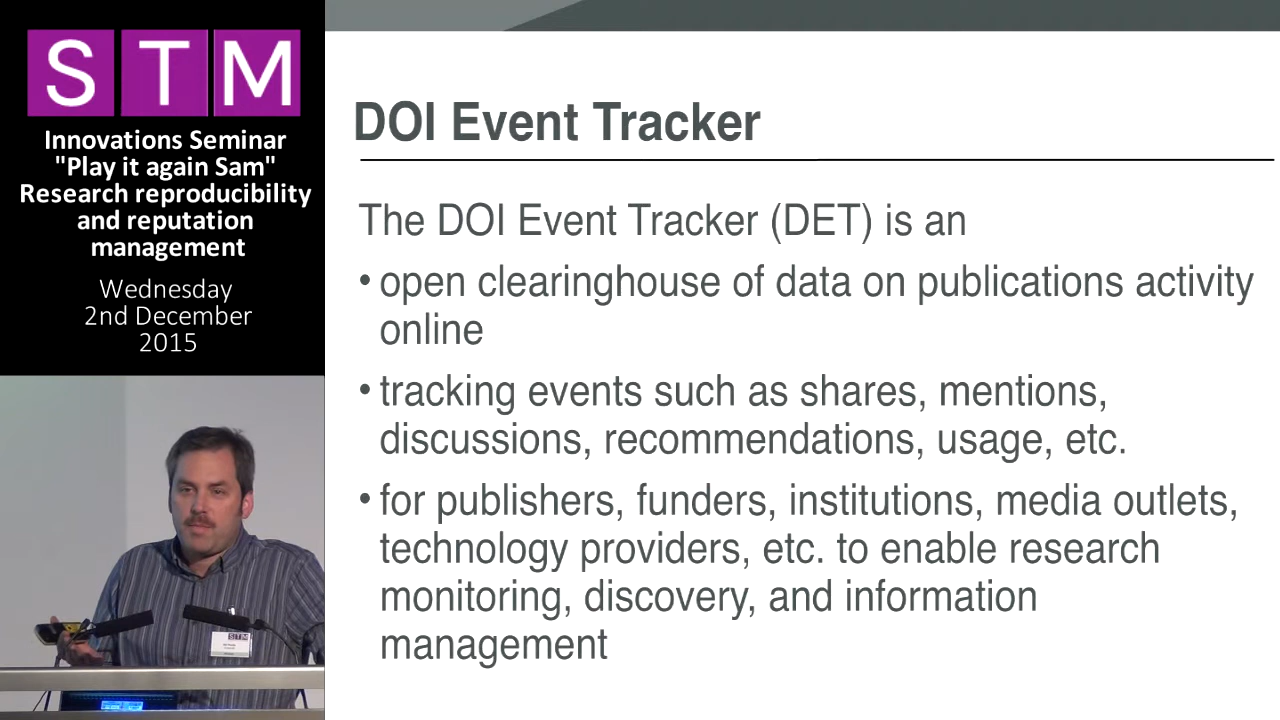 STM
Innovations Seminar
"Play it again Sam"
Research reproducibility
and reputation
management
Wednesday
2nd December
2015
DOI Event Tracker
The DOI Event Tracker (DET) is an
• open clearinghouse of data on publications activity
online
• tracking events such as shares, mentions,
discussions, recommendations, usage, etc.
• for publishers, funders, institutions, media outlets,
technology providers, etc. to enable research
monitoring, discovery, and information
management
STM